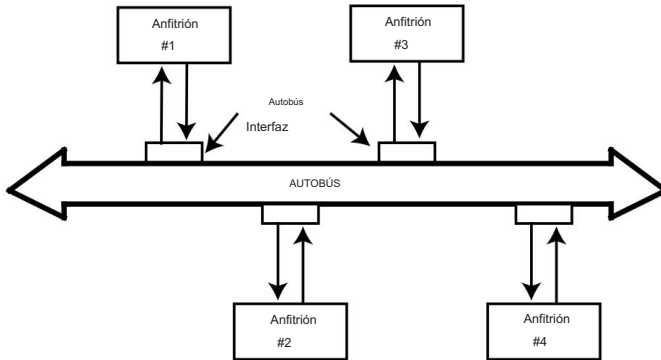 Anfitrión
#1
Anfitrión
#3
Autobús
Interfaz
AUTOBÚS
Anfitrión
#2
Anfitrión
#4